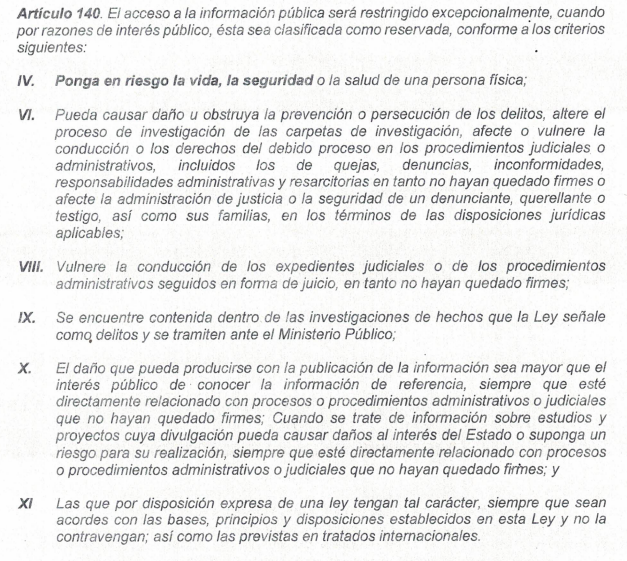 Artículo 140. El acceso a la información pública será restringido excepcionalmente, cuando
por razones de interés público, ésta sea clasificada como reservada, conforme a los criterios
siguientes:
IV. Ponga en riesgo la vida, la seguridad o la salud de una persona física;
VI. Pueda causar daño u obstruya la prevención o persecución de los delitos, altere el
proceso de investigación de las carpetas de investigación, afecte o vulnere la
conducción o los derechos del debido proceso en los procedimientos judiciales o
administrativos, incluidos los de quejas, denuncias, inconformidades,
responsabilidades administrativas y resarcitorias en tanto no hayan quedado firmes o
afecte la administración de justicia o la seguridad de un denunciante, querellante o
testigo, así como sus familias, en los términos de las disposiciones jurídicas
aplicables;
VIII. Vulnere la conducción de los expedientes judiciales o de los procedimientos
administrativos seguidos en forma de juicio, en tanto no hayan quedado firmes;
IX. Se encuentre contenida dentro de las investigaciones de hechos que la Ley señale
como delitos y se tramiten ante el Ministerio Público;
X. El daño que pueda producirse con la publicación de la información sea mayor que el
interés público de conocer la información de referencia, siempre que esté
directamente relacionado con procesos o procedimientos administrativos o judiciales
que no hayan quedado firmes; Cuando se trate de información sobre estudios y
proyectos cuya divulgación pueda causar daños al interés del Estado o suponga un
riesgo para su realización, siempre que esté directamente relacionado con procesos
o procedimientos administrativos o judiciales que no hayan quedado firmes; y
XI Las que por disposición expresa de una ley tengan tal carácter, siempre que sean
acordes con las bases, principios y disposiciones establecidos en esta Ley y no la
contravengan; así como las previstas en tratados internacionales.